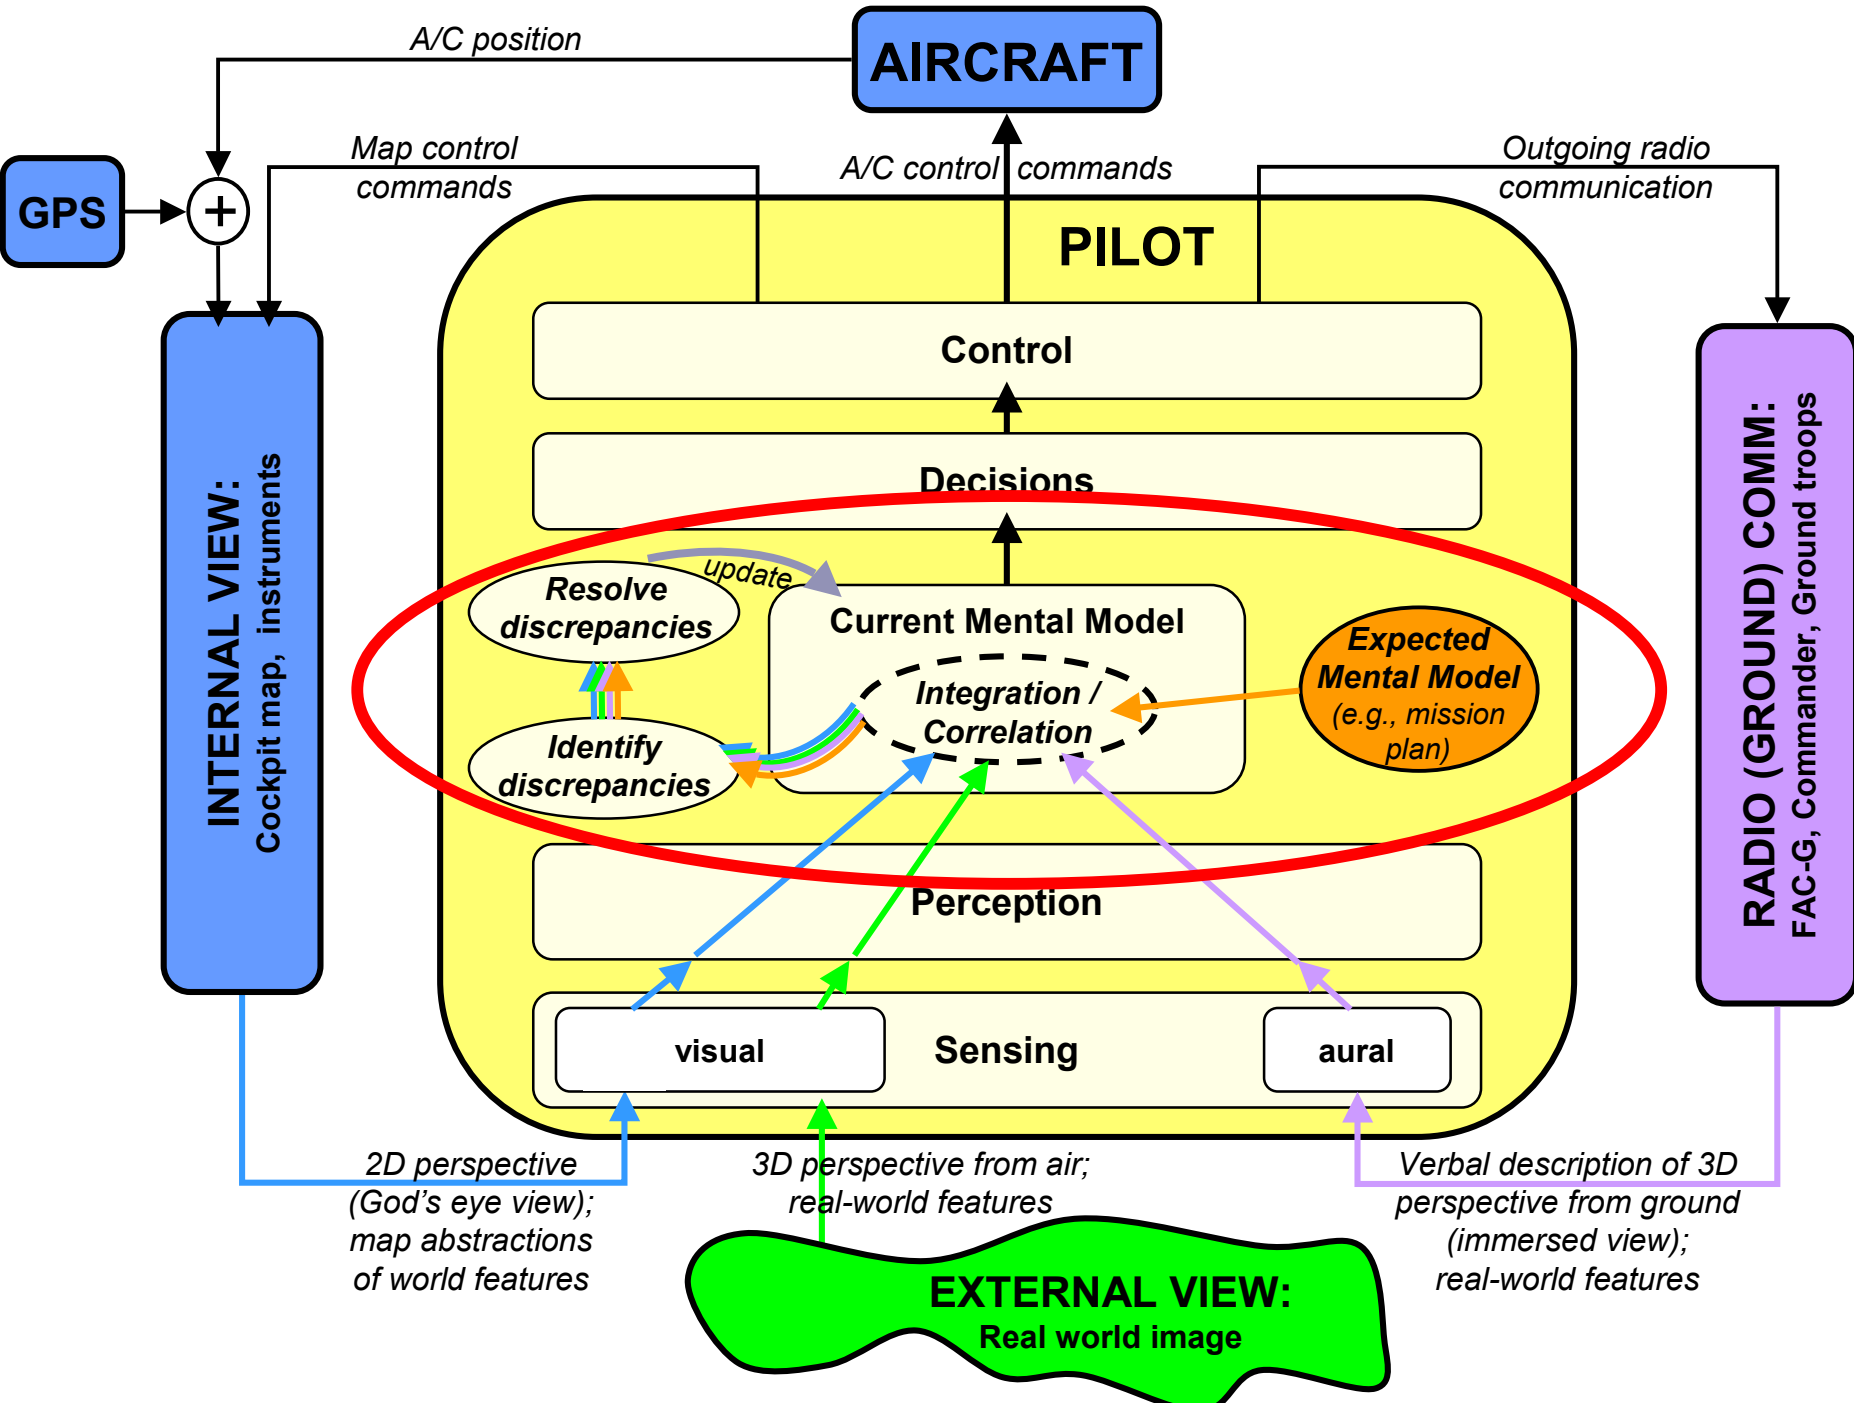 A/C position
AIRCRAFT
Map control
commands
A/C control commands
Outgoing radio
communication
GPS
+
PILOT
Control
Decisions
INTERNAL VIEW:
Cockpit map, instruments
RADIO (GROUND) COMM:
FAC-G, Commander, Ground troops
Resolve
discrepancies
update
Current Mental Model
Integration /
Correlation
Expected
Mental Model
(e.g., mission
plan)
Identify
discrepancies
Perception
visual
Sensing
aural
2D perspective
(God’s eye view);
map abstractions
of world features
3D perspective from air;
real-world features
Verbal description of 3D
perspective from ground
(immersed view);
real-world features
EXTERNAL VIEW:
Real world image